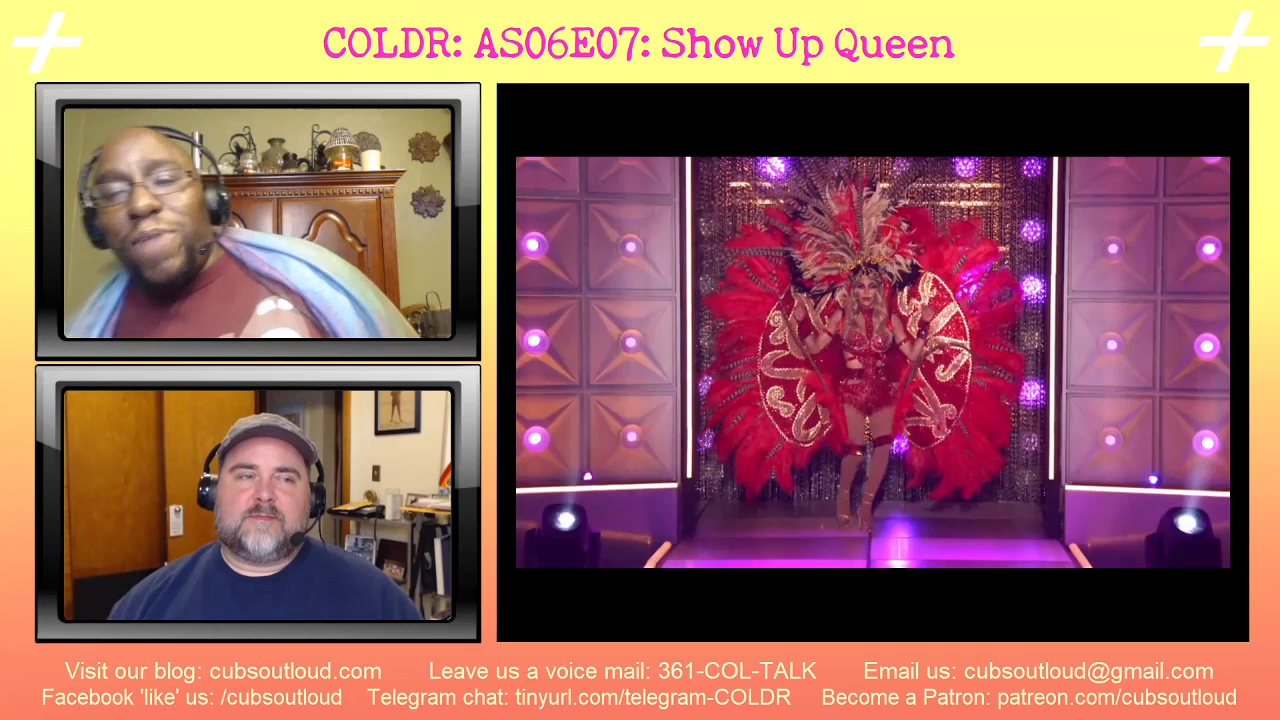 COLDR: AS06E07: Show Up Queen
Visit our blog: cubsoutloud.com Leave us a voice mail: 361-COL-TALK Email us: cubsoutloud@gmail.com
Facebook 'like' us: /cubsoutloud Telegram chat: tinyurl.com/telegram-COLDR Become a Patron: patreon.com/cubsoutloud